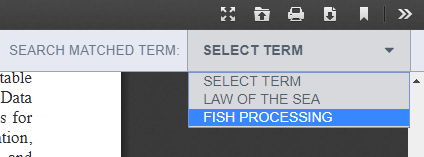 SEARCH MATCHED TERM: SELECT TERM
SELECT TERM
LAW OF THE SEA
FISH PROCESSING
table
Data
s for
ation,
and